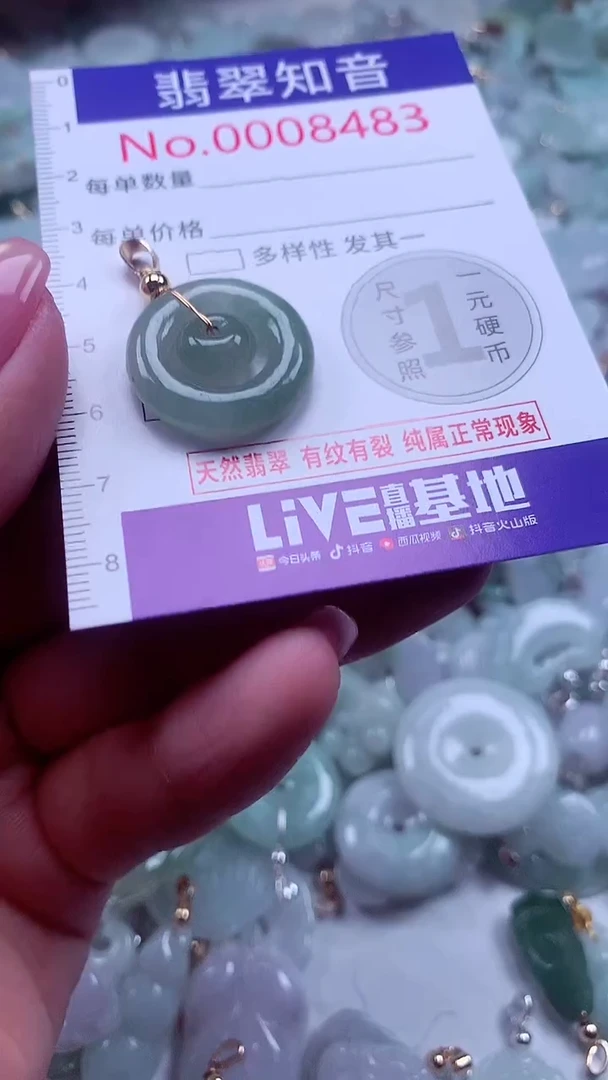 翡翠知音
No.0008483
每单数量
每单价格
多样性 发其一
尺寸参照
1
一元硬币
天然翡翠 有纹有裂 纯属正常现象
LiVE直播基地
今日头条 抖音 西瓜视频 抖音火山版
0
1
2
3
4
5
6
7
8